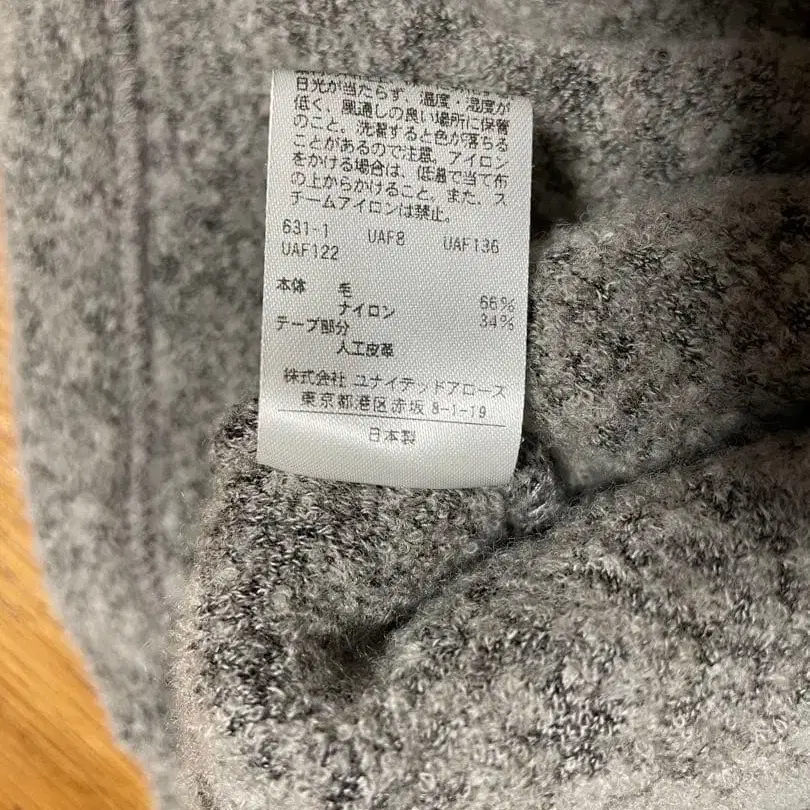 日光が当たらず、温度・湿度が
低く、風通しの良い場所に保管
のこと。洗濯すると色が落ちる
ことがあるので注意。アイロン
をかける場合は、低温で当て布
の上からかけること。また、ス
チームアイロンは禁止。
631-1 UAF8 UAF136
UAF122
本体 毛 66%
ナイロン 34%
テープ部分
人工皮革
株式会社 ユナイテッドアローズ
東京都港区赤坂 8-1-19
日本製